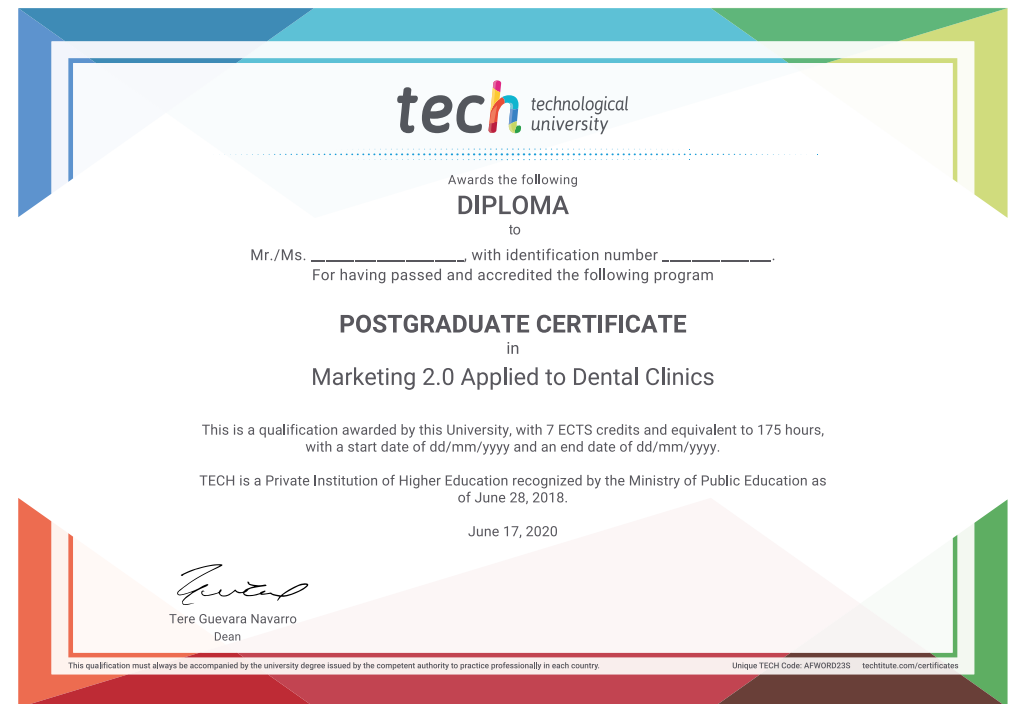 tech technological
university
Awards the following
DIPLOMA
to
Mr./Ms. __________________, with identification number _____________.
For having passed and accredited the following program
POSTGRADUATE CERTIFICATE
in
Marketing 2.0 Applied to Dental Clinics
This is a qualification awarded by this University, with 7 ECTS credits and equivalent to 175 hours,
with a start date of dd/mm/yyyy and an end date of dd/mm/yyyy.
TECH is a Private Institution of Higher Education recognized by the Ministry of Public Education as
of June 28, 2018.
June 17, 2020
Tere Guevara Navarro
Dean
This qualification must always be accompanied by the university degree issued by the competent authority to practice professionally in each country. Unique TECH Code: AFWORD23S techtitute.com/certificates